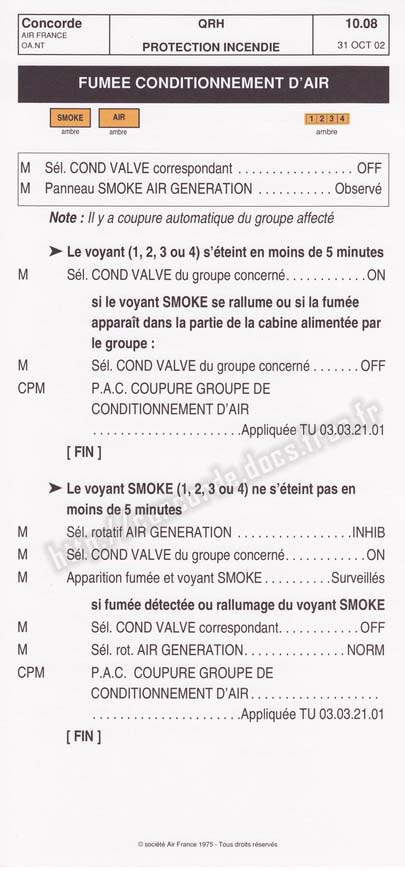 Concorde QRH 10.08
AIR FRANCE
OA.NT PROTECTION INCENDIE 31 OCT 02
FUMEE CONDITIONNEMENT D'AIR
SMOKE AIR 1 2 3 4
ambre ambre ambre
M Sél. COND VALVE correspondant . . . . . . . . . . . . . . . . . OFF
M Panneau SMOKE AIR GENERATION . . . . . . . . . . . Observé
Note : Il y a coupure automatique du groupe affecté
➤ Le voyant (1, 2, 3 ou 4) s'éteint en moins de 5 minutes
M Sél. COND VALVE du groupe concerné. . . . . . . . . . . .ON
si le voyant SMOKE se rallume ou si la fumée
apparaît dans la partie de la cabine alimentée par
le groupe :
M Sél. COND VALVE du groupe concerné . . . . . . . OFF
CPM P.A.C. COUPURE GROUPE DE
CONDITIONNEMENT D'AIR
. . . . . . . . . . . . . . . . . . . . . .Appliquée TU 03.03.21.01
[ FIN ]
➤ Le voyant SMOKE (1, 2, 3 ou 4) ne s'éteint pas en
moins de 5 minutes
M Sél. rotatif AIR GENERATION . . . . . . . . . . . . . . . . . .INHIB
M Sél. COND VALVE du groupe concerné. . . . . . . . . . . .ON
M Apparition fumée et voyant SMOKE . . . . . . . . . .Surveillés
si fumée détectée ou rallumage du voyant SMOKE
M Sél. COND VALVE correspondant. . . . . . . . . . . .OFF
M Sél. rot. AIR GENERATION. . . . . . . . . . . . . . . NORM
CPM P.A.C. COUPURE GROUPE DE
CONDITIONNEMENT D'AIR . . . . . . . . . . . . . . . . . . .
. . . . . . . . . . . . . . . . . . . . . .Appliquée TU 03.03.21.01
[ FIN ]
http://concorde.docs.free.fr
© société Air France 1975 - Tous droits réservés